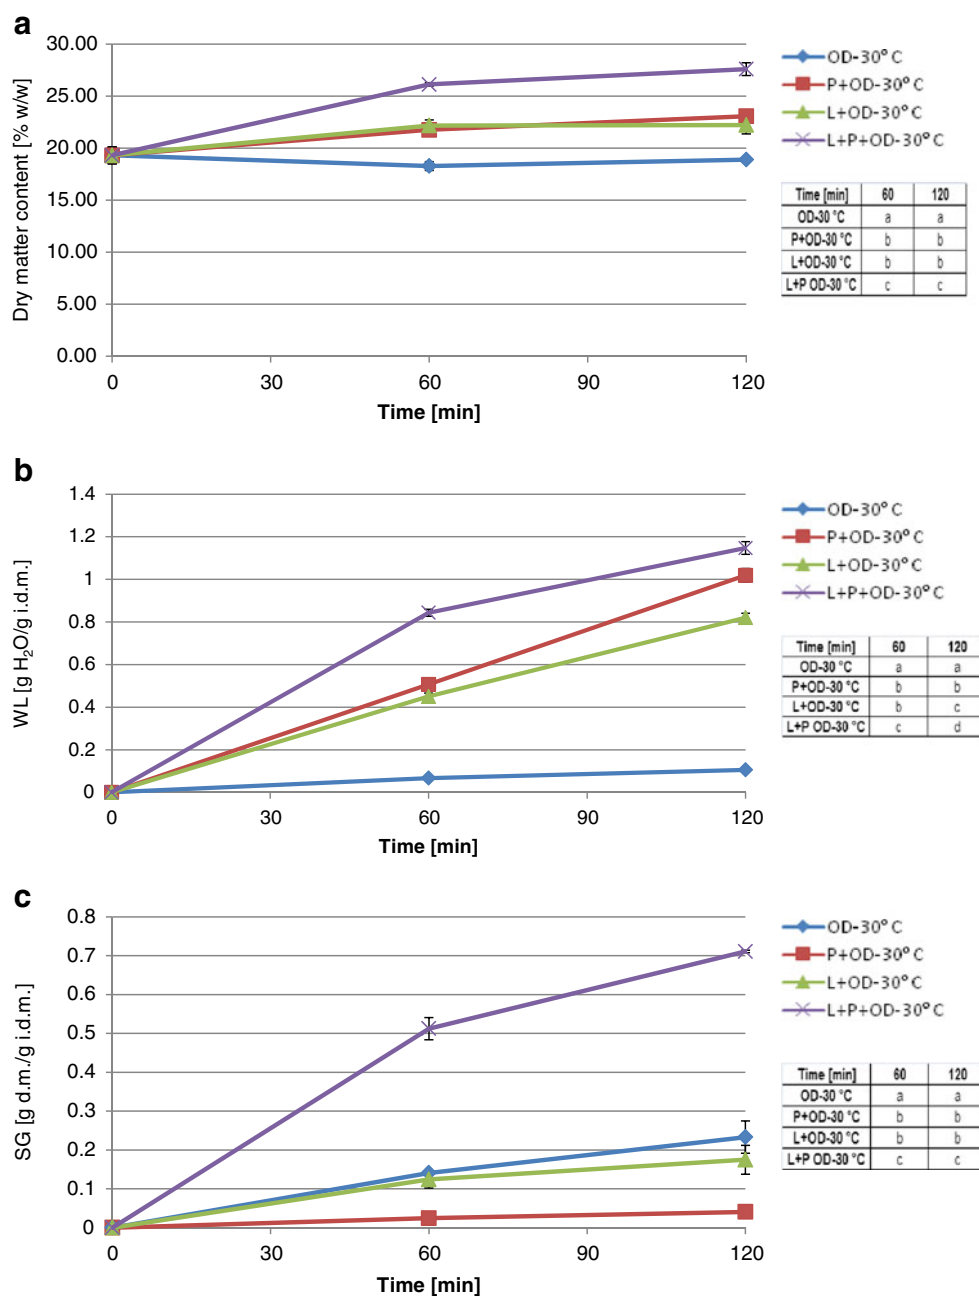 a
30.00
25.00
20.00
15.00
10.00
5.00
0.00
Dry matter content [% w/w]
0 30 60 90 120
Time [min]
OD-30° C
P+OD-30° C
L+OD-30° C
L+P+OD-30° C
Time [min] 60 120
OD-30 °C a a
P+OD-30 °C b b
L+OD-30 °C b b
L+P OD-30 °C c c
b
1.4
1.2
1
0.8
0.6
0.4
0.2
0
WL [g H₂O/g i.d.m.]
0 30 60 90 120
Time [min]
OD-30° C
P+OD-30° C
L+OD-30° C
L+P+OD-30° C
Time [min] 60 120
OD-30 °C a a
P+OD-30 °C b b
L+OD-30 °C b c
L+P OD-30 °C c d
c
0.8
0.7
0.6
0.5
0.4
0.3
0.2
0.1
0
SG [g d.m./g i.d.m.]
0 30 60 90 120
Time [min]
OD-30° C
P+OD-30° C
L+OD-30° C
L+P+OD-30° C
Time [min] 60 120
OD-30 °C a a
P+OD-30 °C b b
L+OD-30 °C b b
L+P OD-30 °C c c